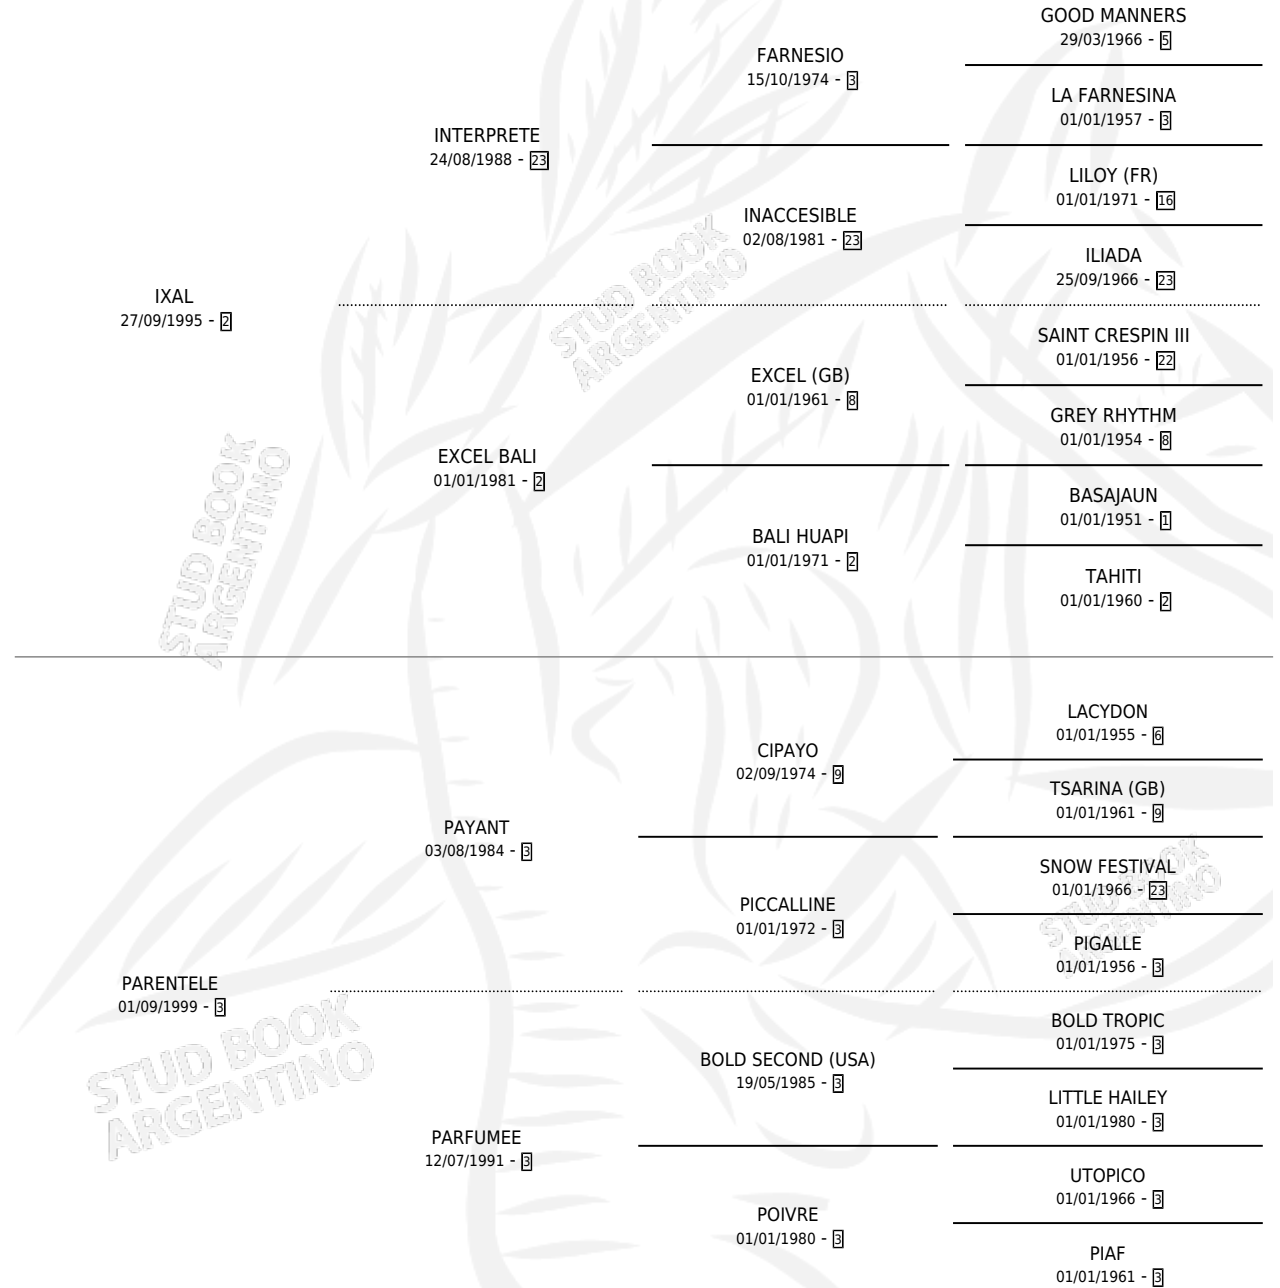 GOOD MANNERS
29/03/1966 - 5
FARNESIO
15/10/1974 - 3
LA FARNESINA
01/01/1957 - 3
INTERPRETE
24/08/1988 - 23
LILOY (FR)
01/01/1971 - 16
INACCESIBLE
02/08/1981 - 23
ILIADA
25/09/1966 - 23
IXAL
27/09/1995 - 2
SAINT CRESPIN III
01/01/1956 - 22
EXCEL (GB)
01/01/1961 - 8
GREY RHYTHM
01/01/1954 - 8
EXCEL BALI
01/01/1981 - 2
BASAJAUN
01/01/1951 - 1
BALI HUAPI
01/01/1971 - 2
TAHITI
01/01/1960 - 2
LACYDON
01/01/1955 - 6
CIPAYO
02/09/1974 - 9
TSARINA (GB)
01/01/1961 - 9
PAYANT
03/08/1984 - 3
SNOW FESTIVAL
01/01/1966 - 23
PICCALLINE
01/01/1972 - 3
PIGALLE
01/01/1956 - 3
PARENTELE
01/09/1999 - 3
BOLD TROPIC
01/01/1975 - 3
BOLD SECOND (USA)
19/05/1985 - 3
LITTLE HAILEY
01/01/1980 - 3
PARFUMEE
12/07/1991 - 3
UTOPICO
01/01/1966 - 3
POIVRE
01/01/1980 - 3
PIAF
01/01/1961 - 3
STUD BOOK
ARGENTINO
STUD BOOK
ARGENTINO
STUD BOOK
ARGENTINO
STUD BOOK
ARGENTINO